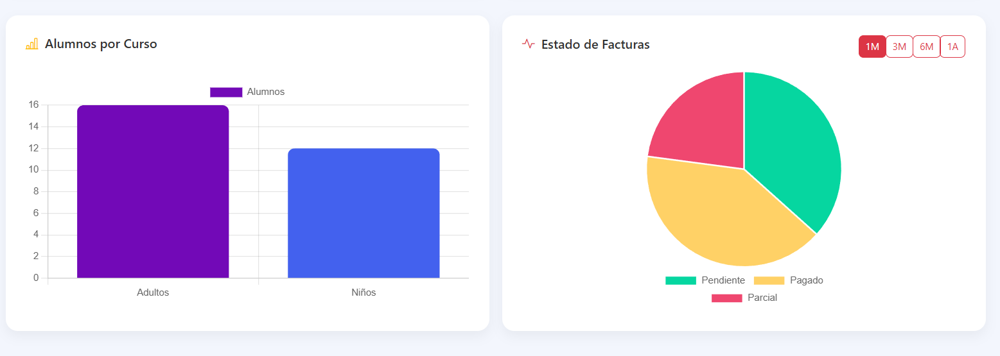 Alumnos por Curso
Alumnos
16
14
12
10
8
6
4
2
0
Adultos Niños
Estado de Facturas
1M 3M 6M 1A
Pendiente Pagado
Parcial